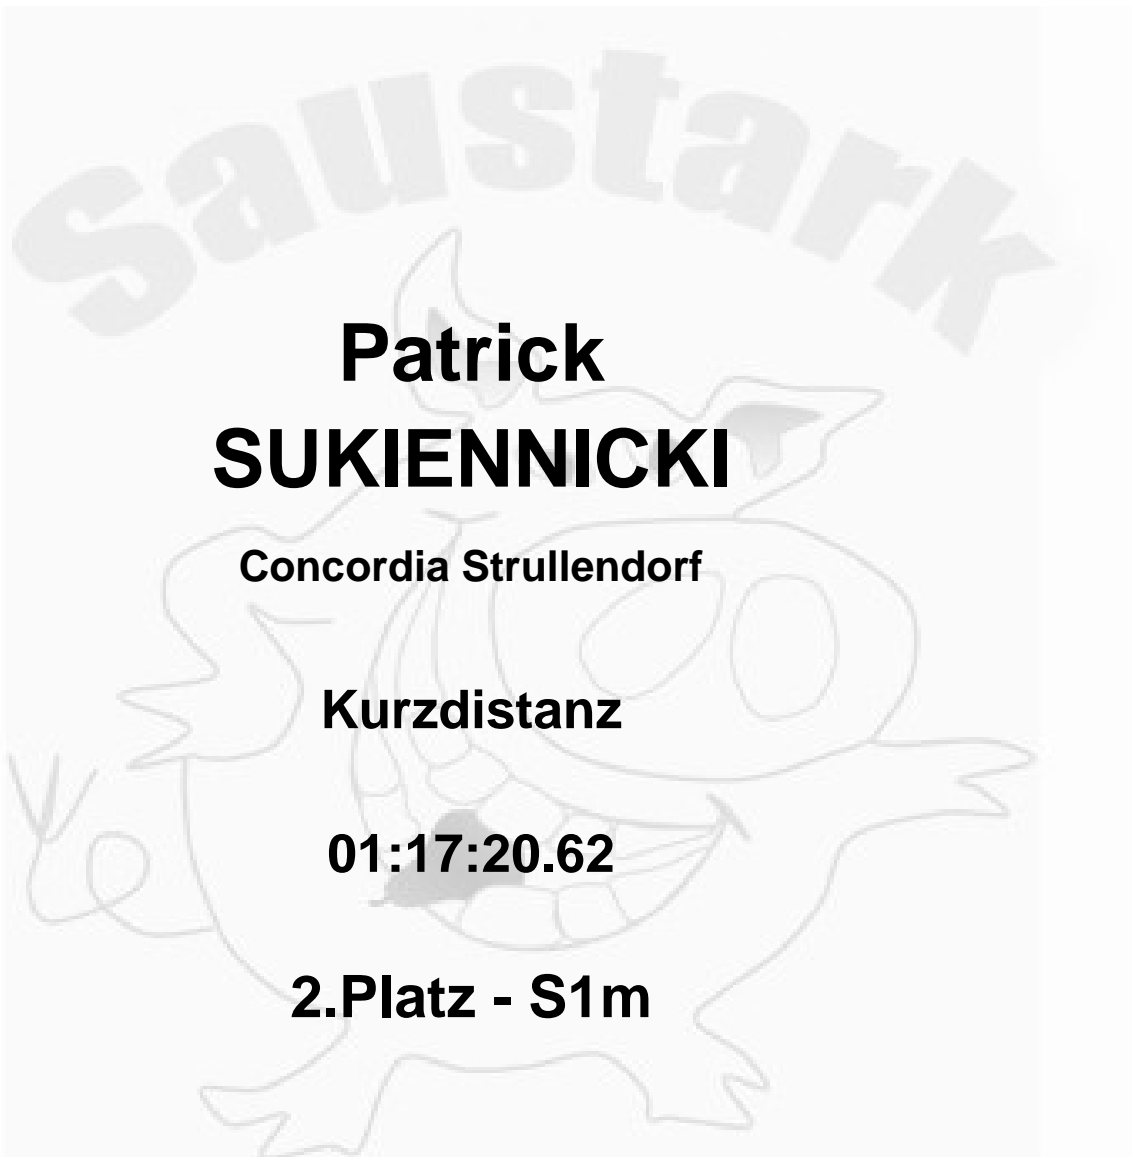 Saustark
Patrick
SUKIENNICKI
Concordia Strullendorf
Kurzdistanz
01:17:20.62
2.Platz - S1m